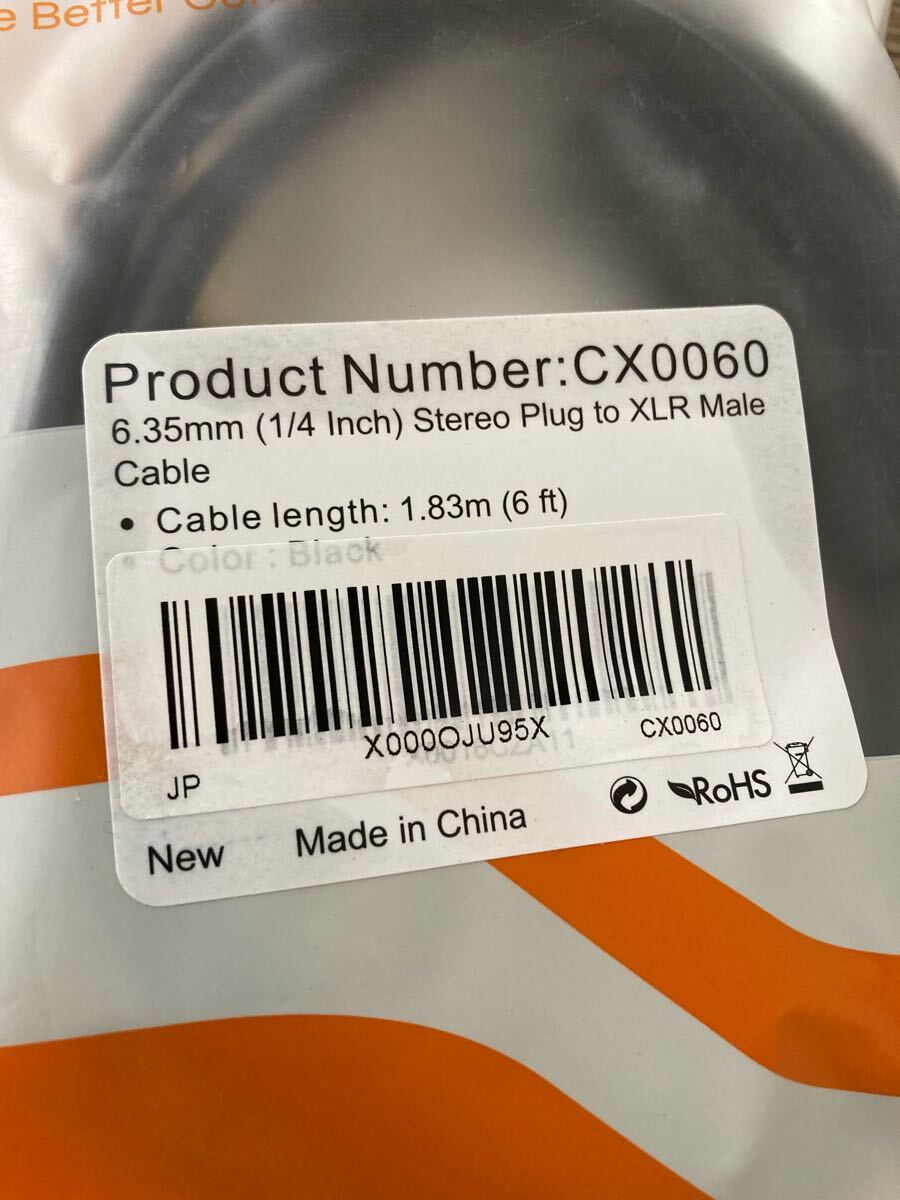 e Better
Product Number:CX0060
6.35mm (1/4 Inch) Stereo Plug to XLR Male
Cable
• Cable length: 1.83m (6 ft)
• Color : Black
X000OJU95X
CX0060
JP
RoHS
New Made in China